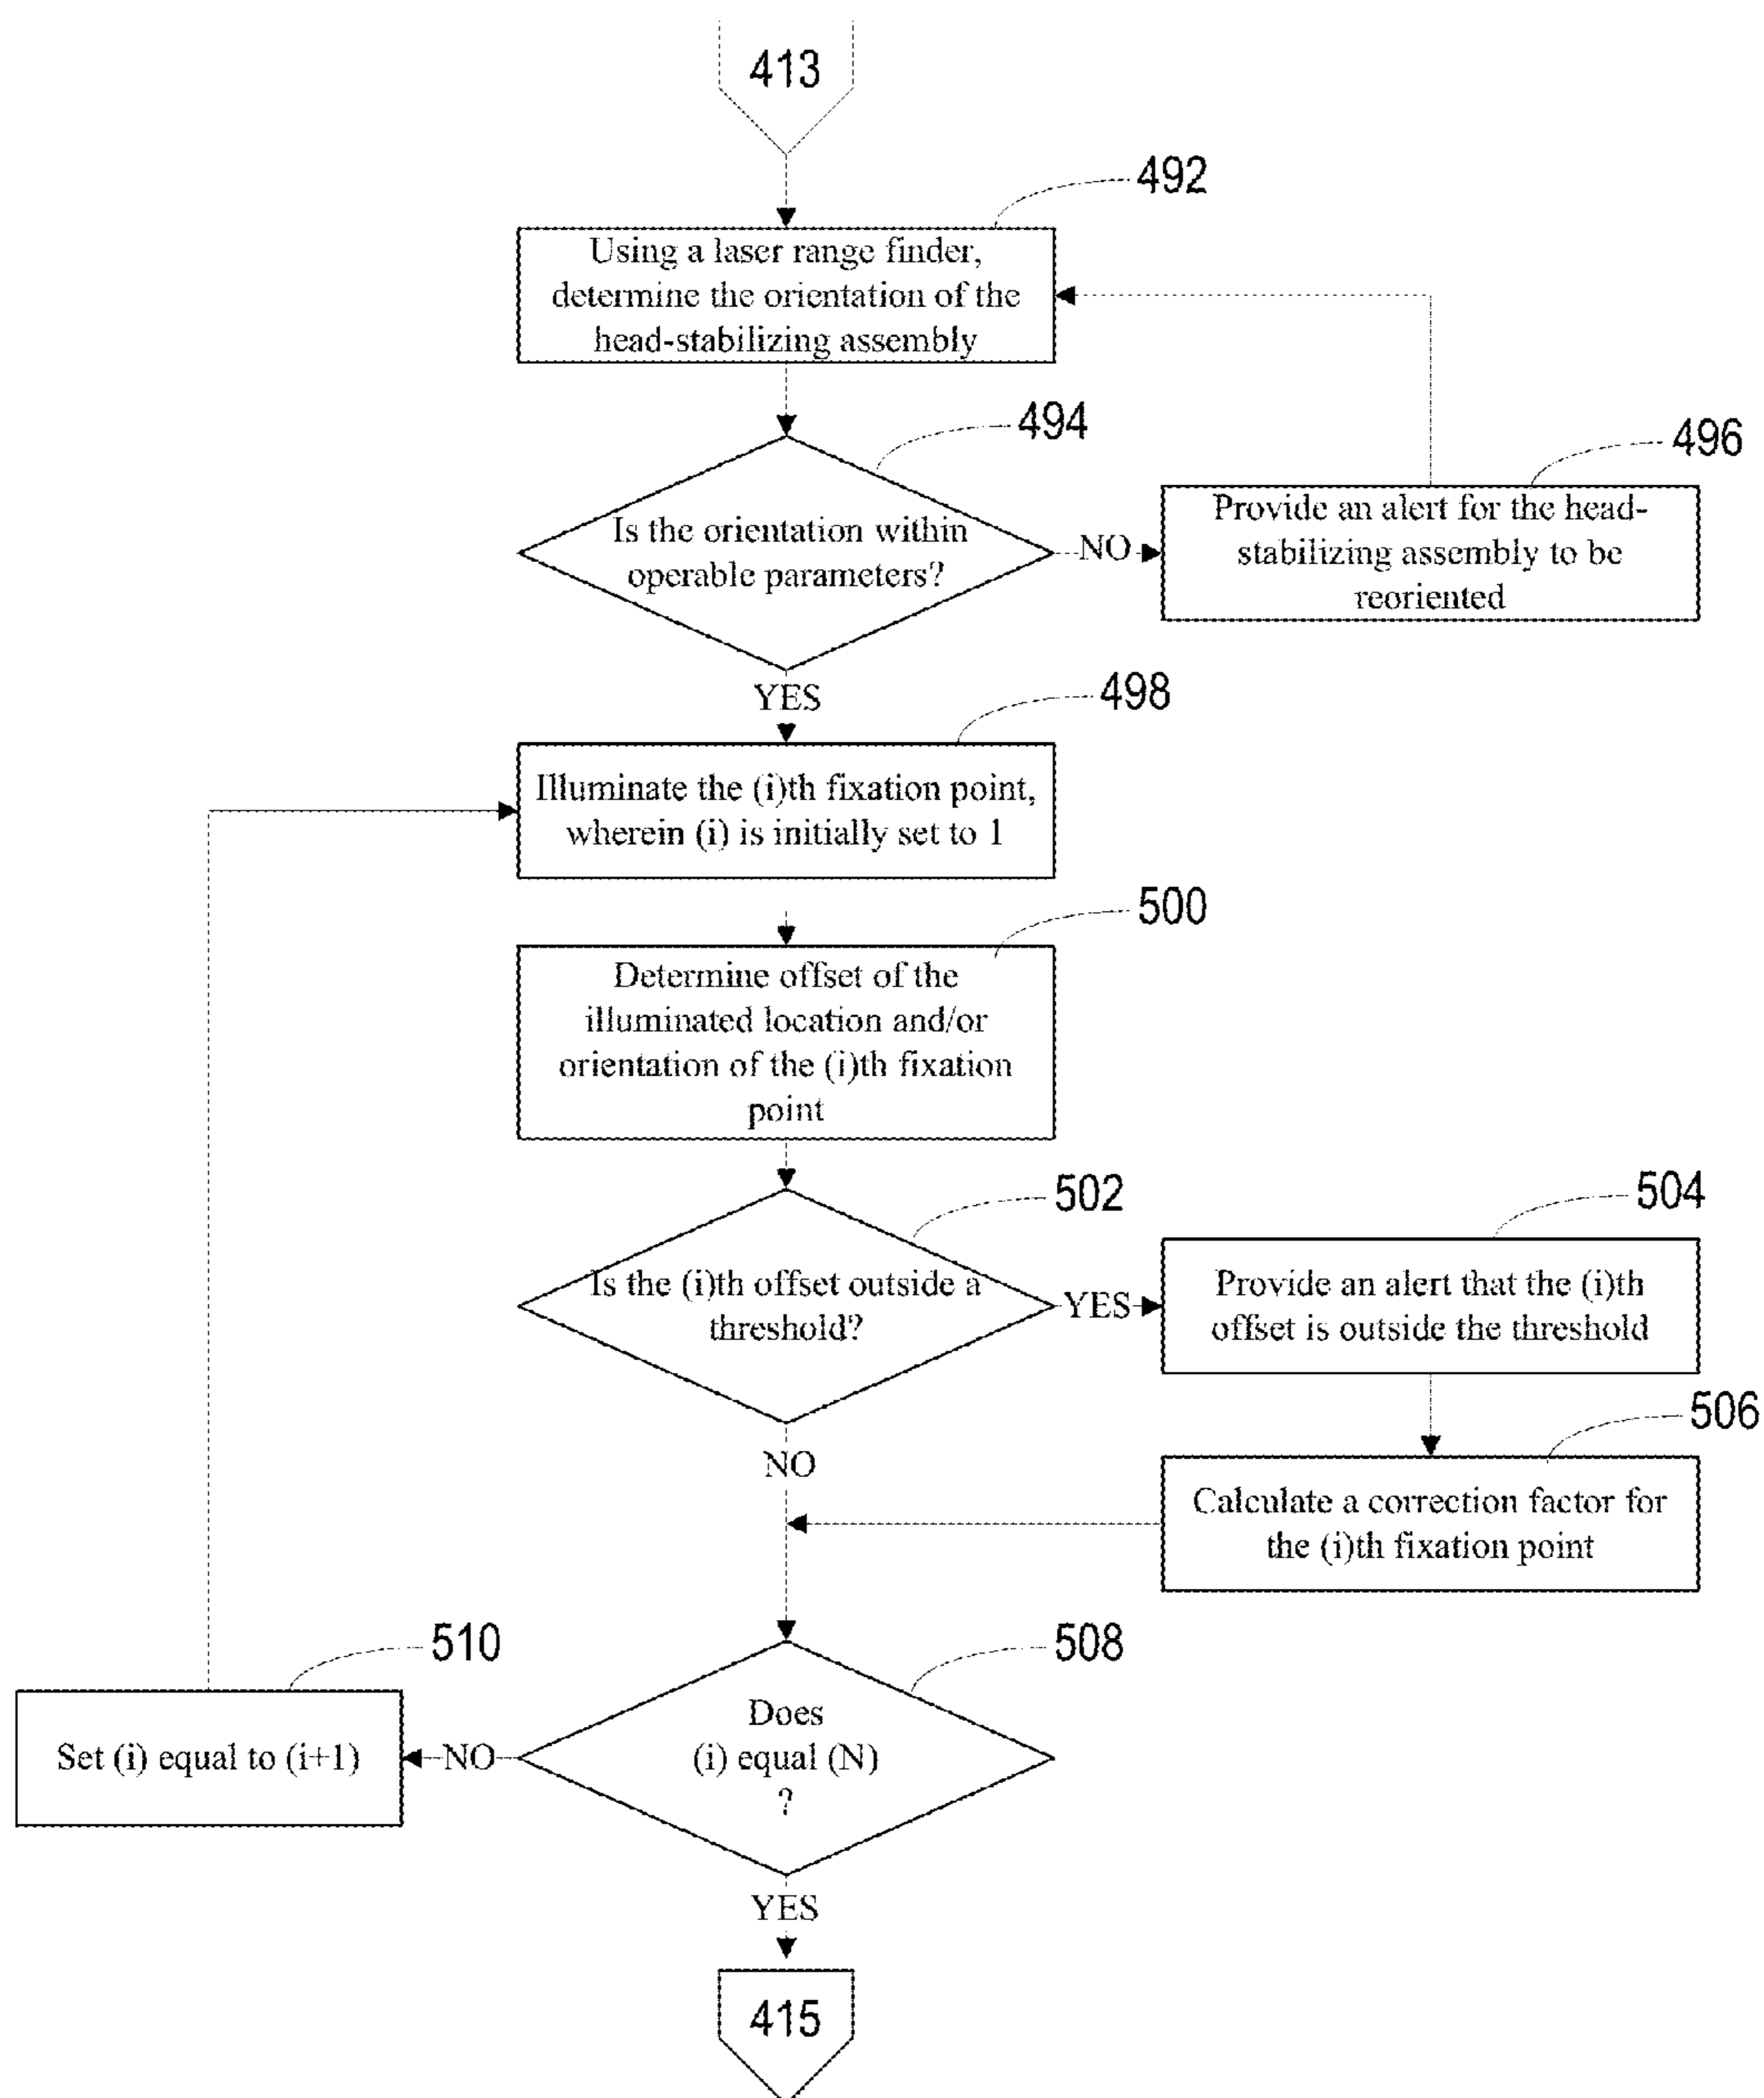 413
492
Using a laser range finder,
determine the orientation of the
head-stabilizing assembly
494
Is the orientation within
operable parameters?
NO
496
Provide an alert for the head-
stabilizing assembly to be
reoriented
YES
498
Illuminate the (i)th fixation point,
wherein (i) is initially set to 1
500
Determine offset of the
illuminated location and/or
orientation of the (i)th fixation
point
502
Is the (i)th offset outside a
threshold?
YES
504
Provide an alert that the (i)th
offset is outside the threshold
506
Calculate a correction factor for
the (i)th fixation point
NO
508
Does
(i) equal (N)
?
NO
510
Set (i) equal to (i+1)
YES
415